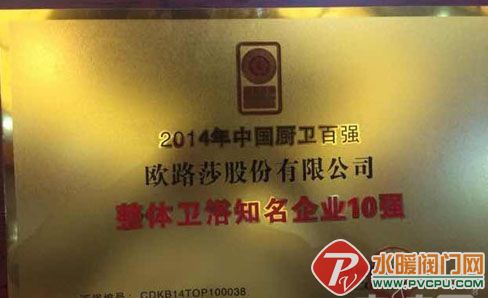 2014年中国厨卫百强
欧路莎股份有限公司
整体卫浴知名企业10强
CDKB14TOP100038
水暖阀门网
www.PVCPU.com